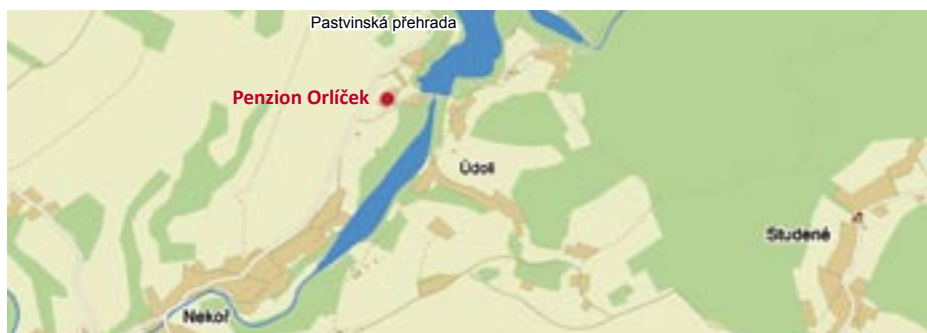 Pastvinská přehrada
Penzion Orlíček
Údolí
Studené
Nekoř